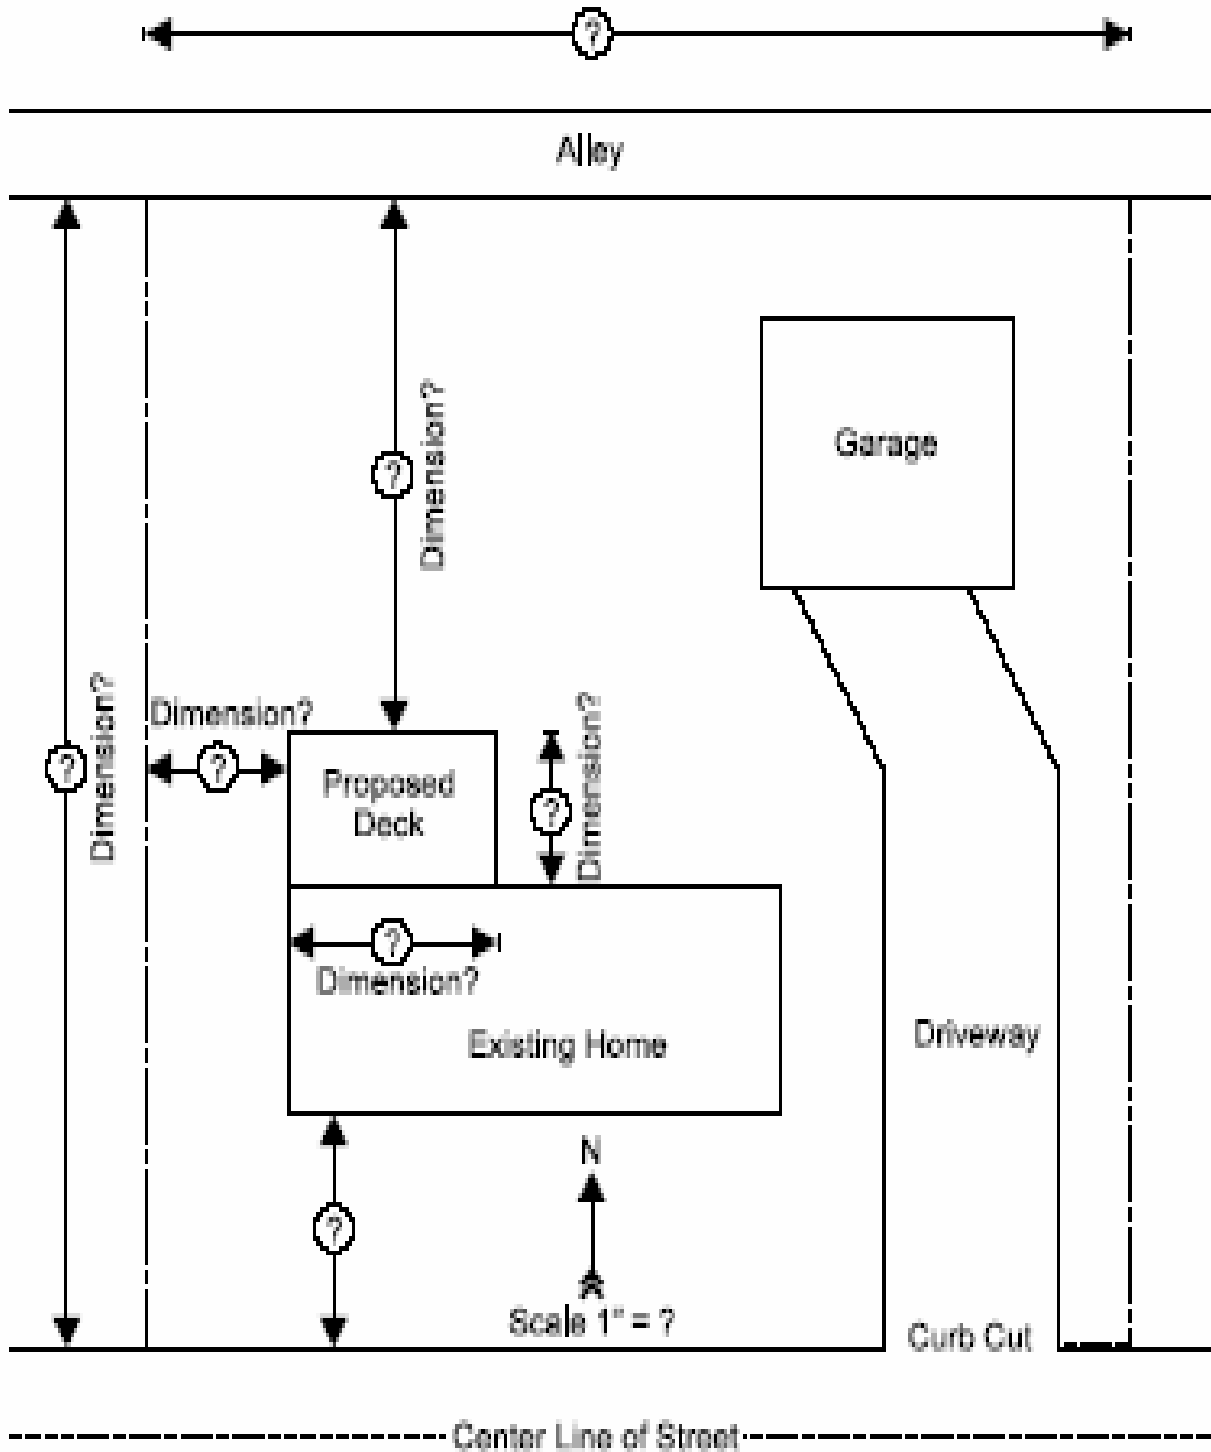 ?
Alley
Dimension?
?
Garage
Dimension?
?
Dimension?
?
Proposed
Deck
Dimension?
?
?
Dimension?
Existing Home
Driveway
N
?
Scale 1" = ?
Curb Cut
Center Line of Street